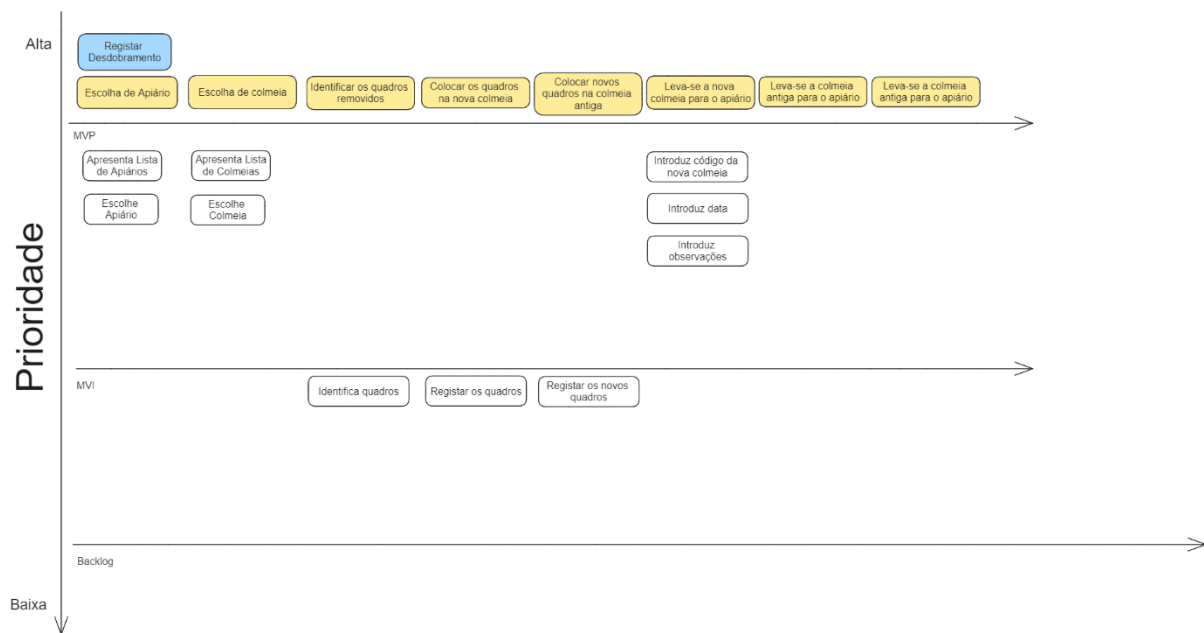 Alta
Registar
Desdobramento
Escolha de Apiário
Escolha de colmeia
Identificar os quadros
removidos
Colocar os quadros
na nova colmeia
Colocar novos
quadros na colmeia
antiga
Leva-se a nova
colmeia para o apiário
Leva-se a colmeia
antiga para o apiário
Leva-se a colmeia
antiga para o apiário
MVP
Apresenta Lista
de Apiários
Apresenta Lista
de Colmeias
Introduz código da
nova colmeia
Escolhe
Apiário
Escolhe
Colmeia
Introduz data
Introduz
observações
Prioridade
MVI
Identifica quadros
Registar os quadros
Registar os novos
quadros
Backlog
Baixa